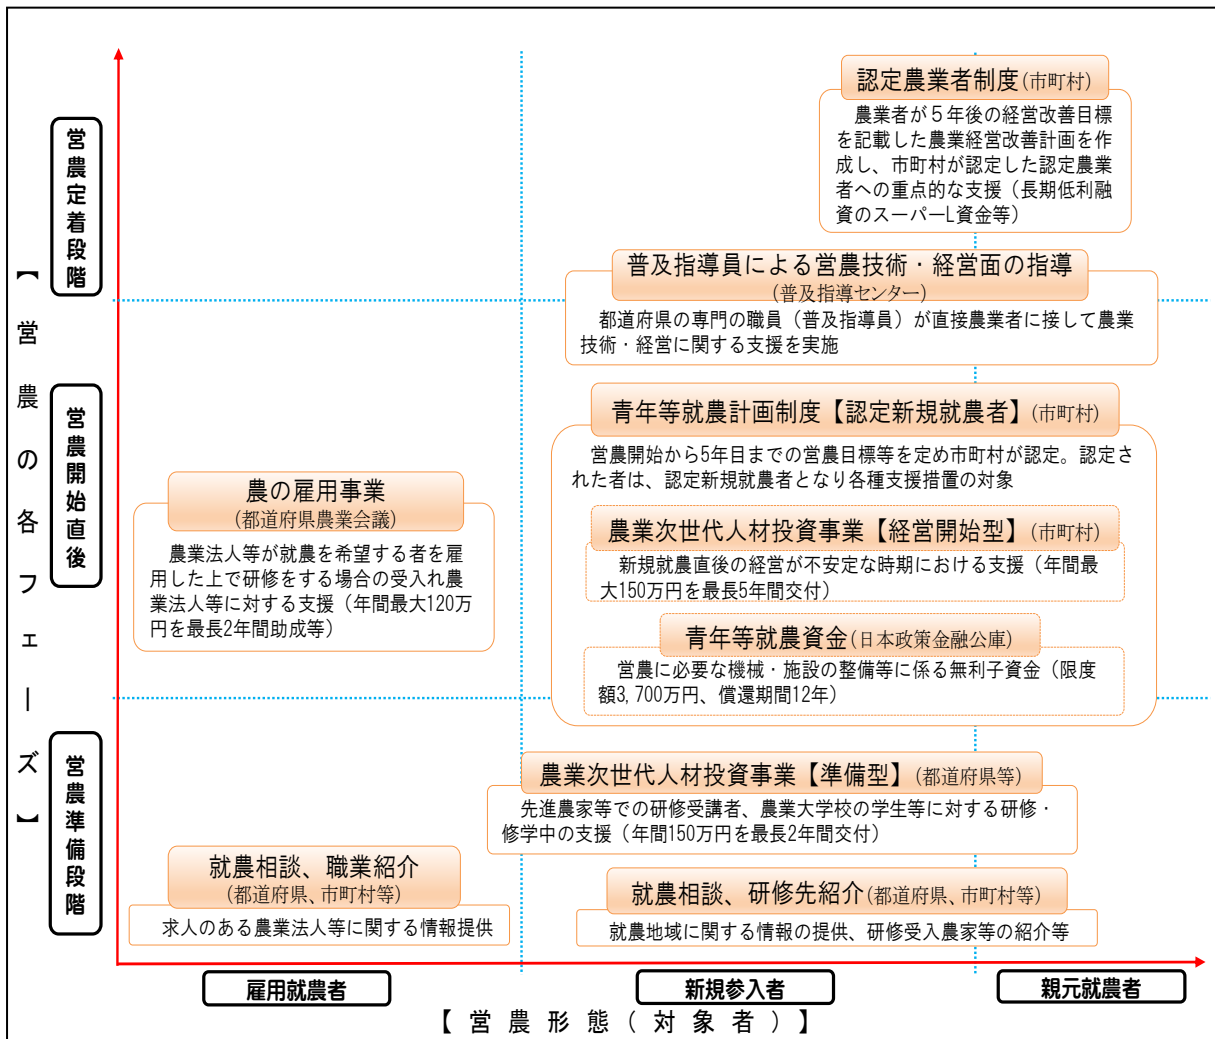 認定農業者制度(市町村)
農業者が５年後の経営改善目標
を記載した農業経営改善計画を作
成し、市町村が認定した認定農業
者への重点的な支援（長期低利融
資のスーパーL資金等）
営農定着段階
普及指導員による営農技術・経営面の指導
(普及指導センター)
都道府県の専門の職員（普及指導員）が直接農業者に接して農業
技術・経営に関する支援を実施
【営農の各フェーズ】
営農開始直後
青年等就農計画制度【認定新規就農者】(市町村)
営農開始から5年目までの営農目標等を定め市町村が認定。認定さ
れた者は、認定新規就農者となり各種支援措置の対象
農の雇用事業
(都道府県農業会議)
農業法人等が就農を希望する者を雇
用した上で研修をする場合の受入れ農
業法人等に対する支援（年間最大120万
円を最長2年間助成等）
農業次世代人材投資事業【経営開始型】(市町村)
新規就農直後の経営が不安定な時期における支援（年間最
大150万円を最長5年間交付）
青年等就農資金(日本政策金融公庫)
営農に必要な機械・施設の整備等に係る無利子資金（限度
額3,700万円、償還期間12年）
営農準備段階
農業次世代人材投資事業【準備型】(都道府県等)
先進農家等での研修受講者、農業大学校の学生等に対する研修・
修学中の支援（年間150万円を最長2年間交付）
就農相談、職業紹介
(都道府県、市町村等)
求人のある農業法人等に関する情報提供
就農相談、研修先紹介(都道府県、市町村等)
就農地域に関する情報の提供、研修受入農家等の紹介等
雇用就農者
新規参入者
親元就農者
【営農形態(対象者)】